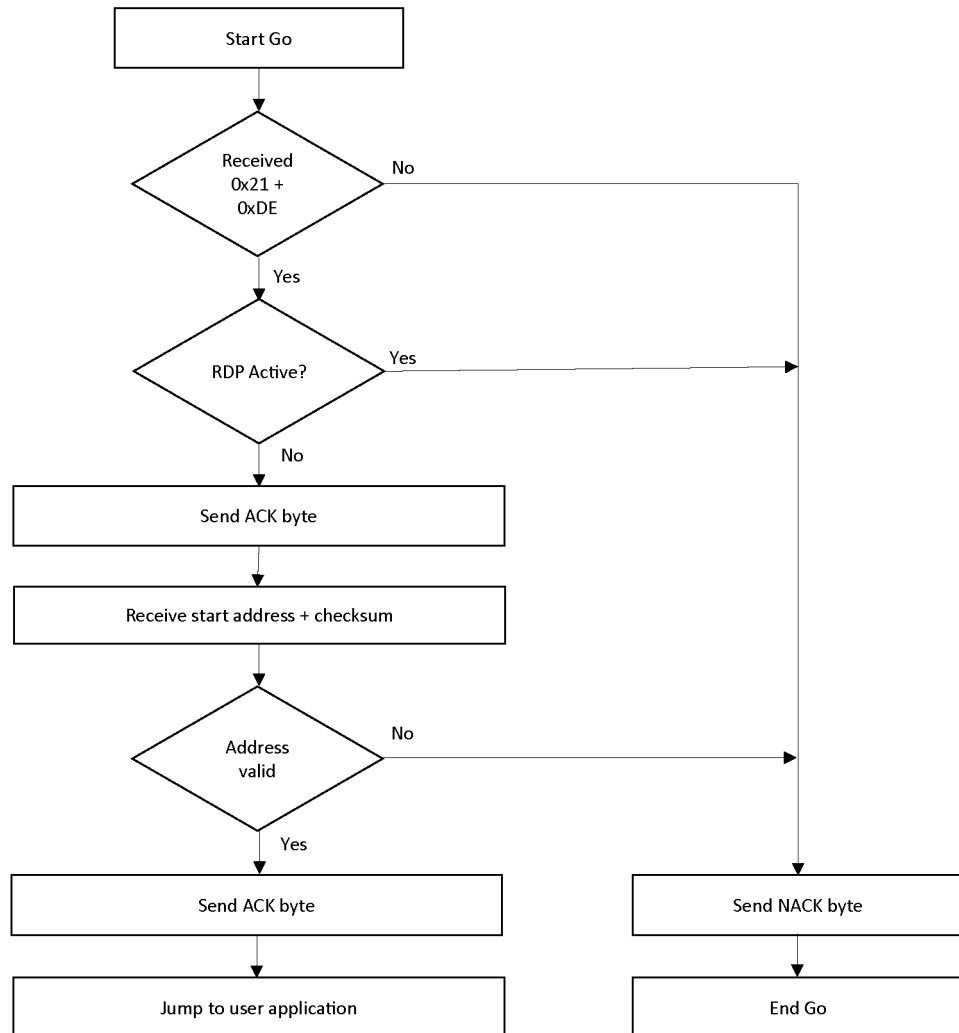 Start Go
Received
0x21 +
0xDE
No
Yes
RDP Active?
Yes
No
Send ACK byte
Receive start address + checksum
Address
valid
No
Yes
Send ACK byte
Send NACK byte
Jump to user application
End Go